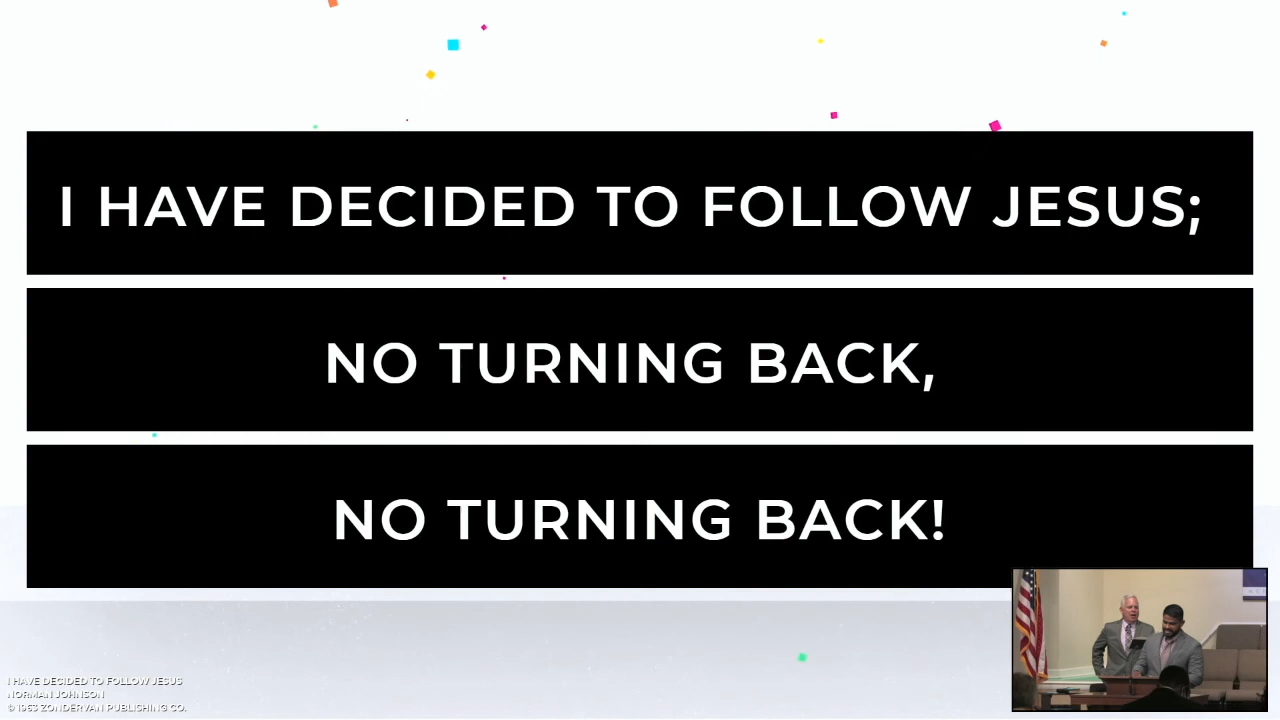 I HAVE DECIDED TO FOLLOW JESUS;
NO TURNING BACK,
NO TURNING BACK!
I HAVE DECIDED TO FOLLOW JESUS
NORMAN JOHNSON
© 1963 ZONDERVAN PUBLISHING CO.